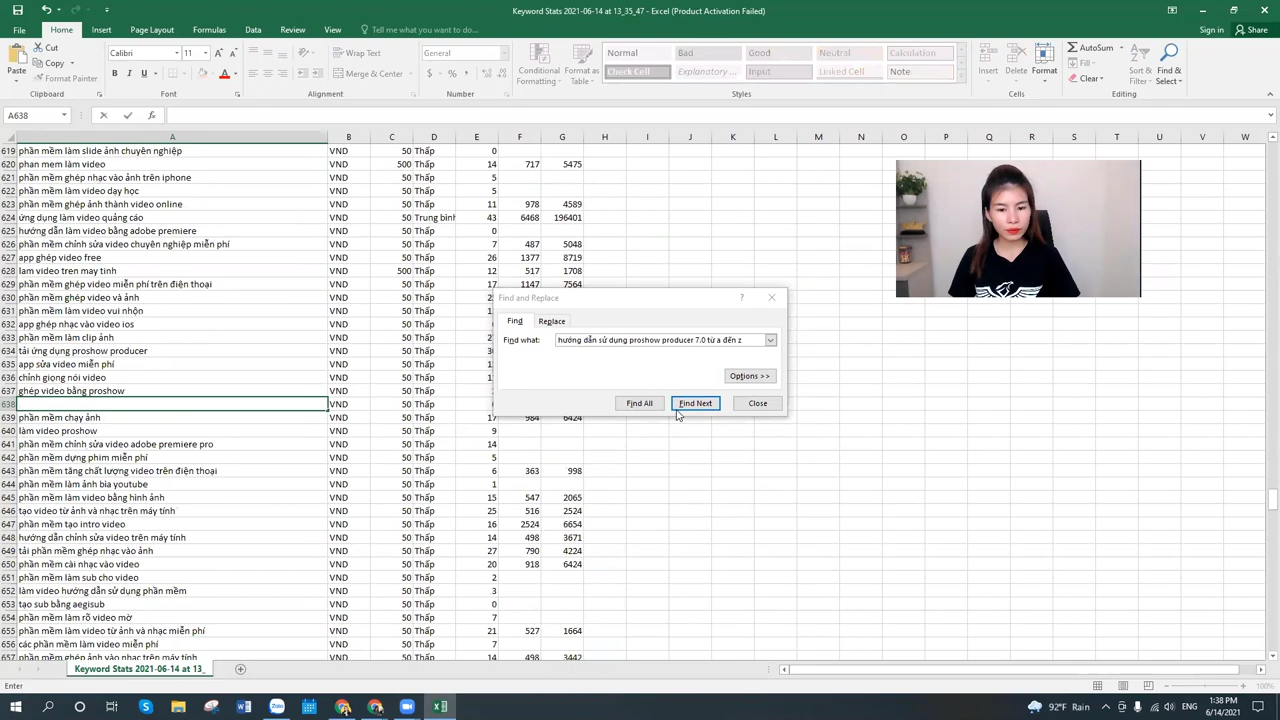 Keyword Stats 2021-06-14 at 13_35_47 - Excel (Product Activation Failed)
File Home Insert Page Layout Formulas Data Review View Tell me what you want to do... Sign in Share
Paste Cut Copy Format Painter Clipboard
Calibri 11 B I U Font
Wrap Text Merge & Center Alignment
General $ % Number
Conditional Formatting Format as Table
Normal Bad Good Neutral Calculation
Check Cell Explanatory ... Input Linked Cell Note
Styles
Insert Delete Format Cells
AutoSum Fill Clear Sort & Filter Find & Select Editing
A638 fx
A B C D E F G H I J K L M N O P Q R S T U V W
619 phần mềm làm slide ảnh chuyên nghiệp VND 50 Thấp 0
620 phan mem làm video VND 500 Thấp 14 717 5475
621 phần mềm ghép nhạc vào ảnh trên iphone VND 50 Thấp 5
622 phần mềm làm video dạy học VND 50 Thấp 5
623 phần mềm ghép ảnh thành video online VND 50 Thấp 11 978 4589
624 ứng dụng làm video quảng cáo VND 50 Trung bình 43 6468 196401
625 hướng dẫn làm video bằng adobe premiere VND 50 Thấp 0
626 phần mềm chỉnh sửa video chuyên nghiệp miễn phí VND 50 Thấp 7 487 5048
627 app ghép video free VND 50 Thấp 26 1377 8719
628 lam video tren may tinh VND 500 Thấp 12 517 1708
629 phần mềm ghép video miễn phí trên điện thoại VND 50 Thấp 17 1147 7564
630 phần mềm ghép video và ảnh VND 50 Thấp
631 phần mềm làm video vui nhộn VND 50 Thấp
632 app ghép nhạc vào video ios VND 50 Thấp
633 phần mềm làm clip ảnh VND 50 Thấp
634 tải ứng dụng proshow producer VND 50 Thấp
635 app sửa video miễn phí VND 50 Thấp
636 chỉnh giọng nói video VND 50 Thấp
637 ghép video bằng proshow VND 50 Thấp
638 VND 50 Thấp
639 phần mềm chạy ảnh VND 50 Thấp 17 984 6424
640 làm video proshow VND 50 Thấp 9
641 phần mềm chỉnh sửa video adobe premiere pro VND 50 Thấp 14
642 phần mềm dựng phim miễn phí VND 50 Thấp 5
643 phần mềm tăng chất lượng video trên điện thoại VND 50 Thấp 6 363 998
644 phần mềm làm ảnh bìa youtube VND 50 Thấp 1
645 phần mềm làm video bằng hình ảnh VND 50 Thấp 15 547 2065
646 tạo video từ ảnh và nhạc trên máy tính VND 50 Thấp 25 516 2524
647 phần mềm tạo intro video VND 50 Thấp 16 2524 6654
648 hướng dẫn chỉnh sửa video trên máy tính VND 50 Thấp 14 498 3671
649 tải phần mềm ghép nhạc vào ảnh VND 50 Thấp 27 790 4224
650 phần mềm cài nhạc vào video VND 50 Thấp 20 918 6424
651 phần mềm làm sub cho video VND 50 Thấp 2
652 làm video hướng dẫn sử dụng phần mềm VND 50 Thấp 3
653 tạo sub bằng aegisub VND 50 Thấp 0
654 phần mềm làm rõ video mờ VND 50 Thấp 7
655 phần mềm làm video từ ảnh và nhạc miễn phí VND 50 Thấp 21 527 1664
656 các phần mềm làm video miễn phí VND 50 Thấp 7
657 phần mềm ghép ảnh vào nhạc trên máy tính VND 50 Thấp 14 498 3442
Find and Replace ?
Find Replace
Find what: hướng dẫn sử dụng proshow producer 7.0 từ a đến z
Options >>
Find All Find Next Close
Keyword Stats 2021-06-14 at 13_
Enter 100%
92°F Rain 1:38 PM
6/14/2021